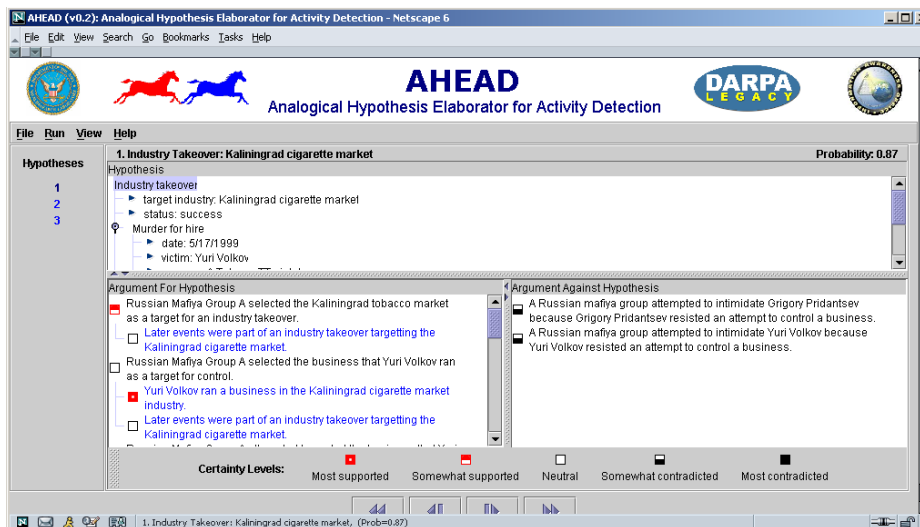 AHEAD (v0.2): Analogical Hypothesis Elaborator for Activity Detection - Netscape 6
File Edit View Search Go Bookmarks Tasks Help
AHEAD
Analogical Hypothesis Elaborator for Activity Detection
DARPA
LEGACY
File Run View Help
Hypotheses
1
2
3
1. Industry Takeover: Kaliningrad cigarette market
Probability: 0.87
Hypothesis
Industry takeover
target industry: Kaliningrad cigarette market
status: success
Murder for hire
date: 5/17/1999
victim: Yuri Volkov
Argument For Hypothesis
Russian Mafiya Group A selected the Kaliningrad tobacco market
as a target for an industry takeover.
Later events were part of an industry takeover targetting the
Kaliningrad cigarette market.
Russian Mafiya Group A selected the business that Yuri Volkov ran
as a target for control.
Yuri Volkov ran a business in the Kaliningrad cigarette market
industry.
Later events were part of an industry takeover targetting the
Kaliningrad cigarette market.
Argument Against Hypothesis
A Russian mafiya group attempted to intimidate Grigory Pridantsev
because Grigory Pridantsev resisted an attempt to control a business.
A Russian mafiya group attempted to intimidate Yuri Volkov because
Yuri Volkov resisted an attempt to control a business.
Certainty Levels:
Most supported
Somewhat supported
Neutral
Somewhat contradicted
Most contradicted
1. Industry Takeover: Kaliningrad cigarette market, (Prob=0.87)